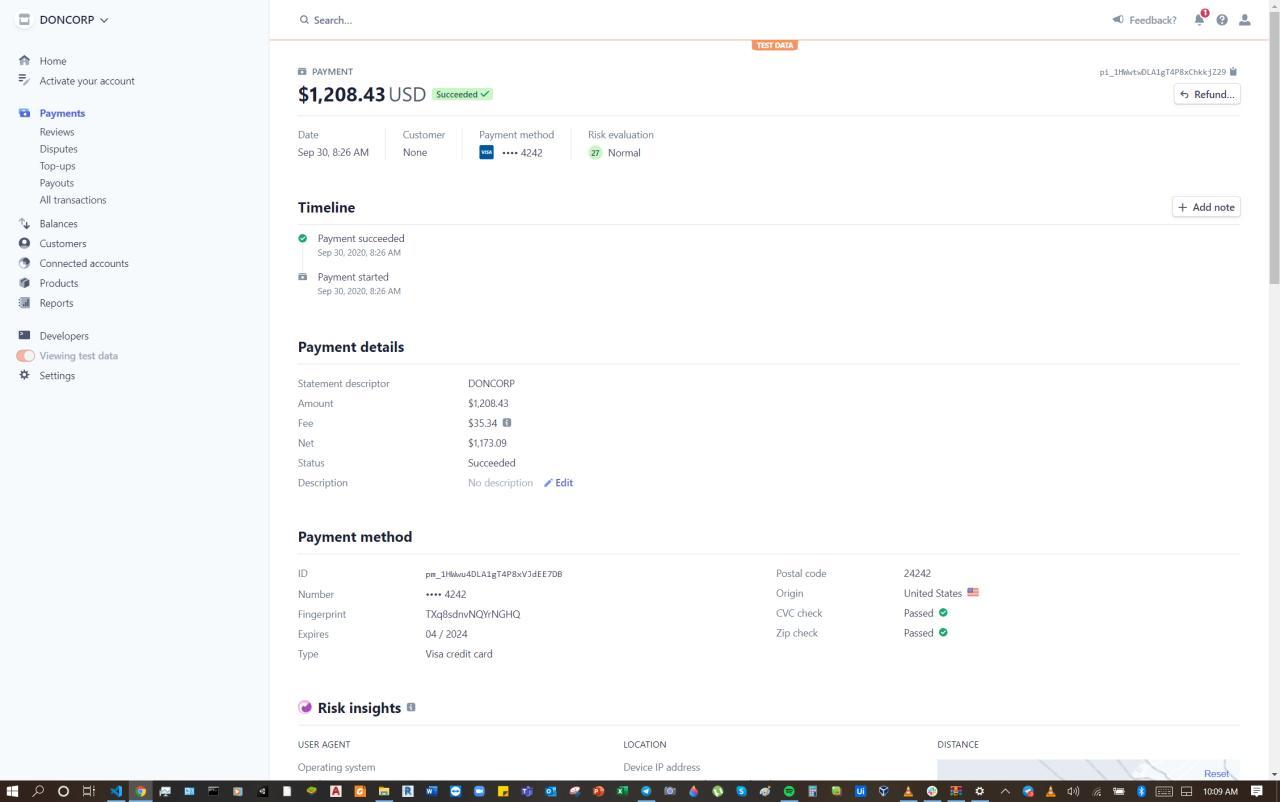 DONCORP
Search...
Feedback?
1
TEST DATA
Home
Activate your account
Payments
Reviews
Disputes
Top-ups
Payouts
All transactions
Balances
Customers
Connected accounts
Products
Reports
Developers
Viewing test data
Settings
PAYMENT
pi_1HWwtwDLA1gT4P8xChkkjZ29
$1,208.43 USD Succeeded
Refund...
Date Customer Payment method Risk evaluation
Sep 30, 8:26 AM None VISA •••• 4242 27 Normal
Timeline
Add note
Payment succeeded
Sep 30, 2020, 8:26 AM
Payment started
Sep 30, 2020, 8:26 AM
Payment details
Statement descriptor DONCORP
Amount $1,208.43
Fee $35.34
Net $1,173.09
Status Succeeded
Description No description Edit
Payment method
ID pm_1HWwu4DLA1gT4P8xVJdEE7DB
Number •••• 4242
Fingerprint TXq8sdnvNQYrNGHQ
Expires 04 / 2024
Type Visa credit card
Postal code 24242
Origin United States
CVC check Passed
Zip check Passed
Risk insights
USER AGENT LOCATION DISTANCE
Operating system Device IP address
Reset
10:09 AM